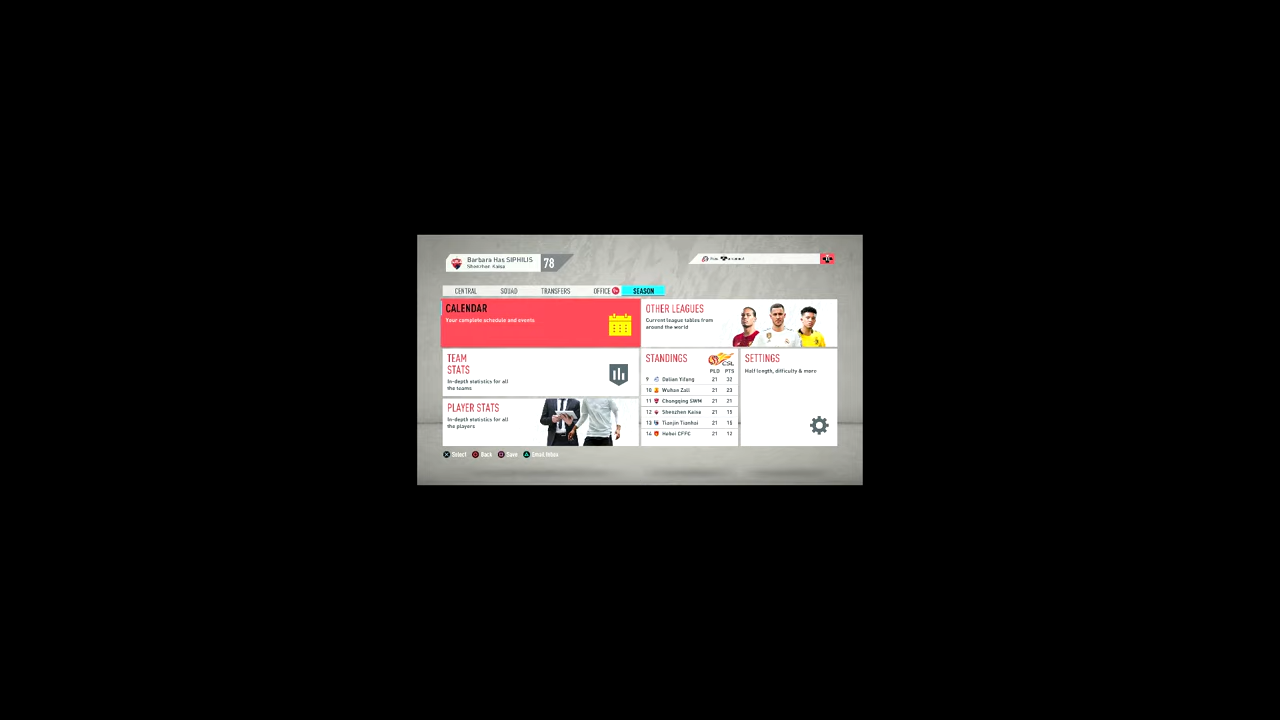 Barbara Has SIPHILIS
Shenzhen Kaisa
78
CENTRAL SQUAD TRANSFERS OFFICE SEASON
CALENDAR
Your complete schedule and events.
OTHER LEAGUES
Current league tables from
around the world
TEAM
STATS
In-depth statistics for all
the teams
PLAYER STATS
In-depth statistics for all
the players
STANDINGS
CSL
PLD PTS
9 Dalian Yifang 21 32
10 Wuhan Zall 21 23
11 Chongqing SWM 21 21
12 Shenzhen Kaisa 21 15
13 Tianjin Tianhai 21 15
14 Hebei CFFC 21 12
SETTINGS
Half length, difficulty & more
Select Back Save Email Inbox